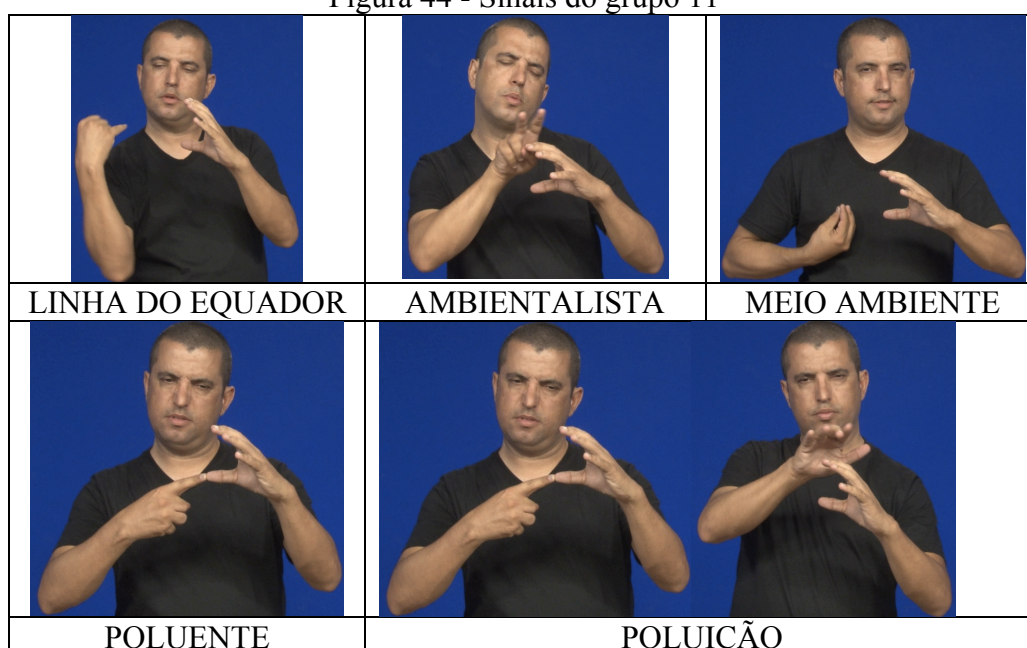 Figura 44 - Sinais do grupo 11
LINHA DO EQUADOR
AMBIENTALISTA
MEIO AMBIENTE
POLUENTE
POLUIÇÃO